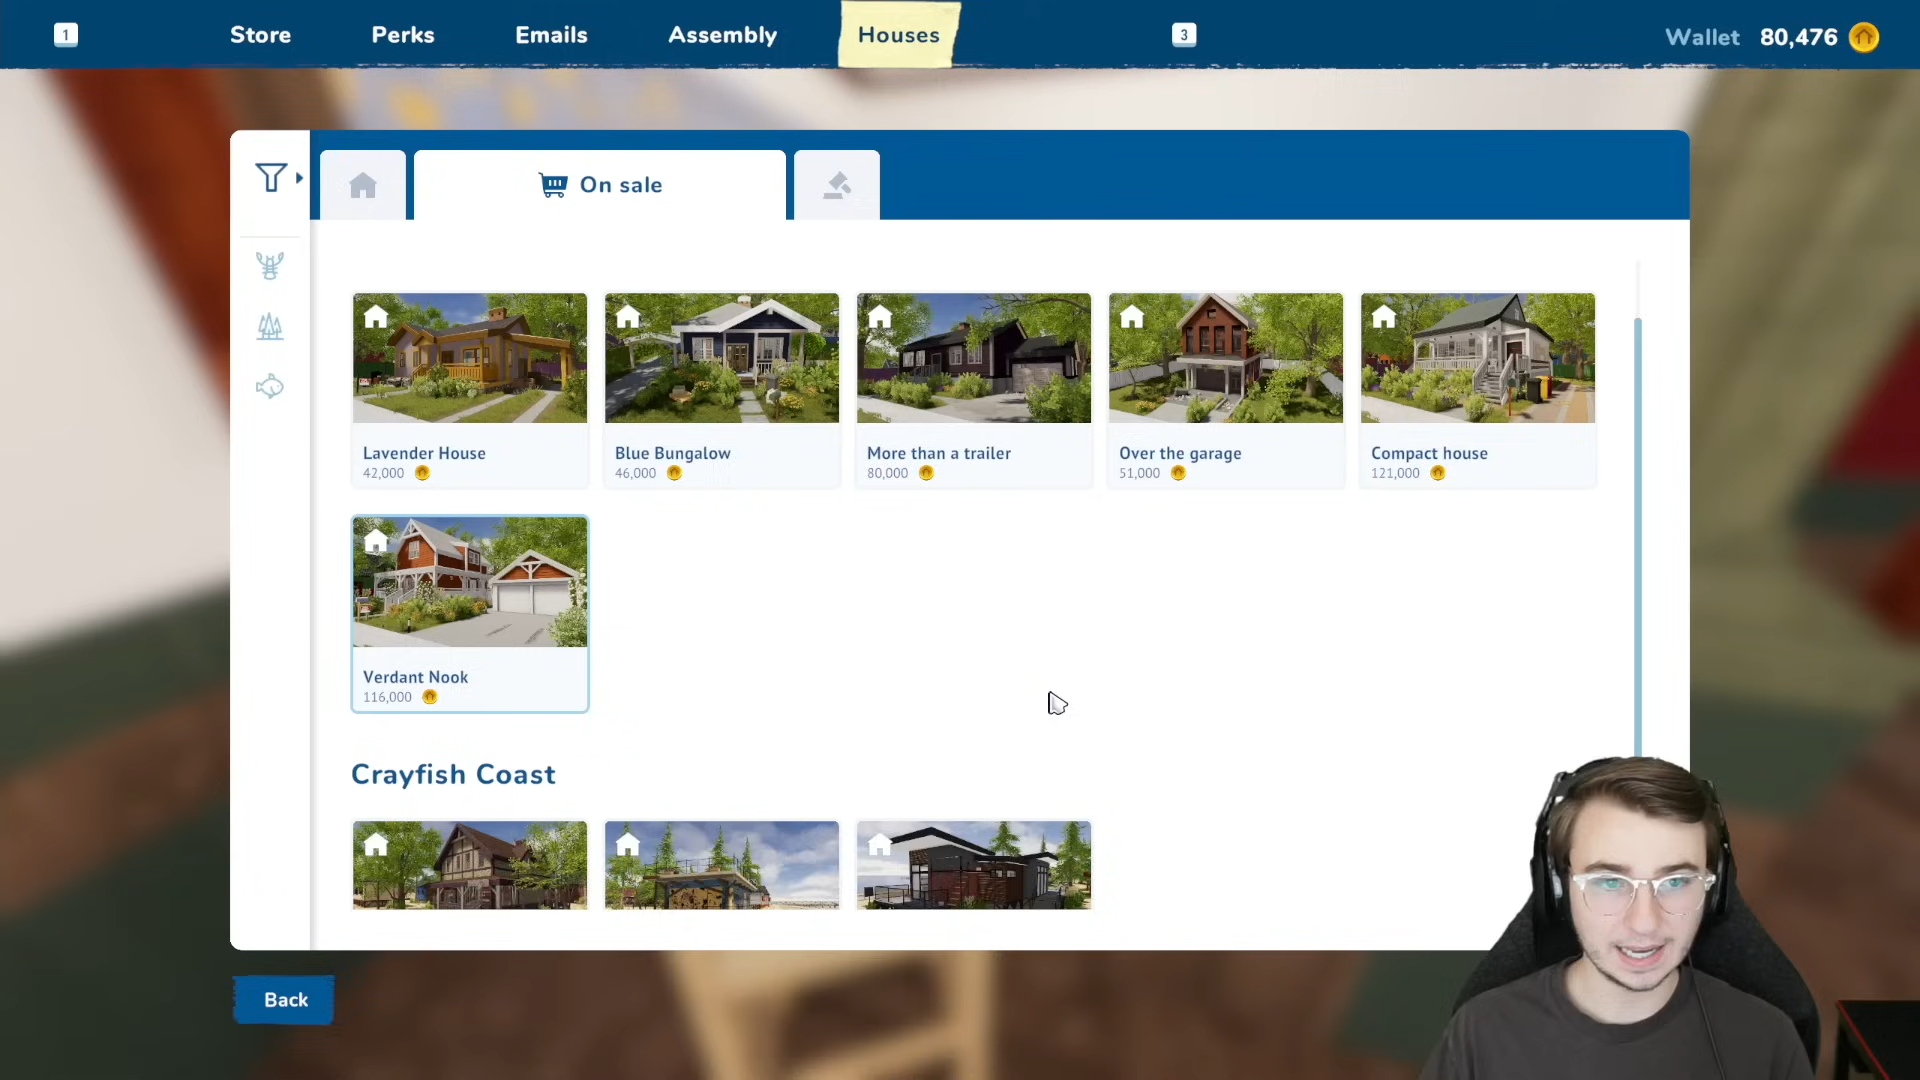 1
Store
Perks
Emails
Assembly
Houses
3
Wallet 80,476
On sale
Lavender House
42,000
Blue Bungalow
46,000
More than a trailer
80,000
Over the garage
51,000
Compact house
121,000
Verdant Nook
116,000
Crayfish Coast
Back